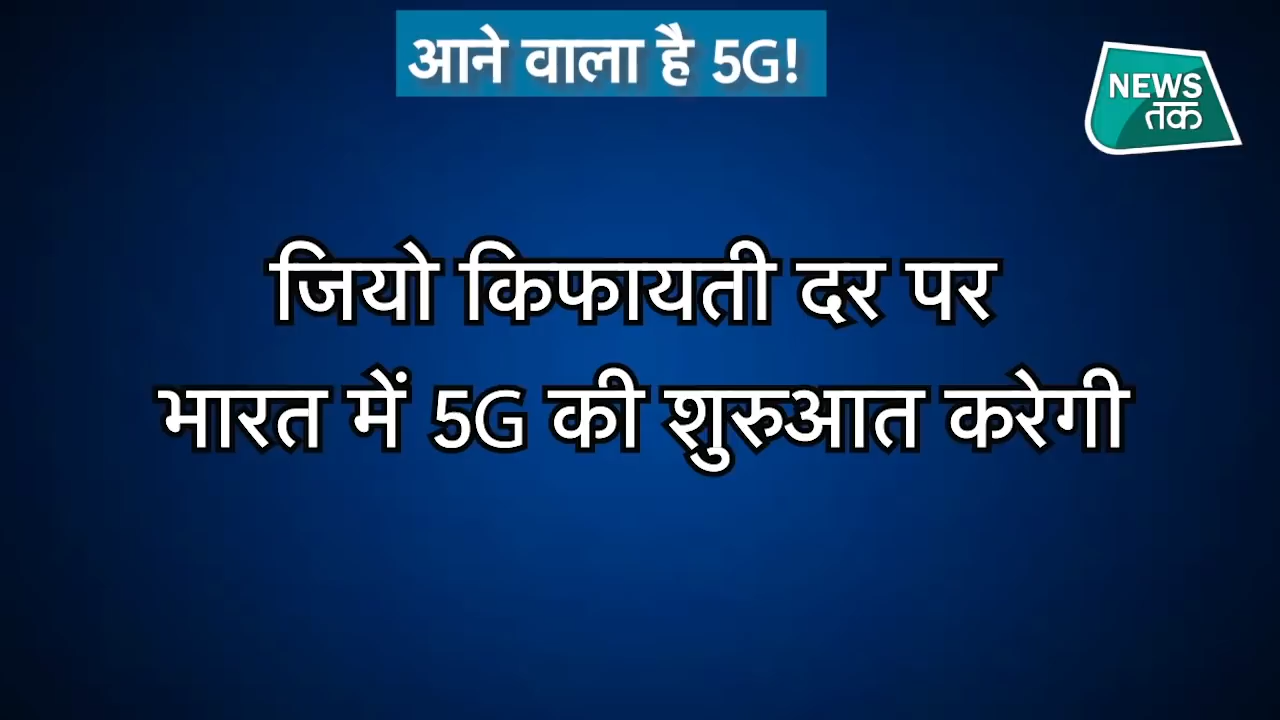 आने वाला है 5G!
NEWS
तक
जियो किफायती दर पर
भारत में 5G की शुरुआत करेगी